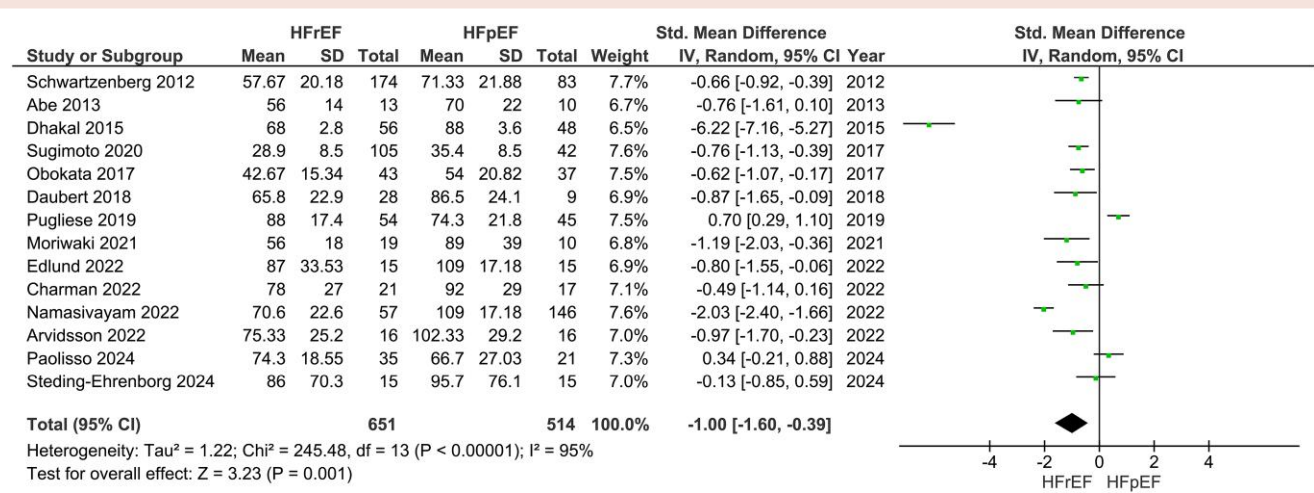 HFrEF HFpEF Std. Mean Difference Std. Mean Difference
Study or Subgroup Mean SD Total Mean SD Total Weight IV, Random, 95% CI Year IV, Random, 95% CI
Schwartzenberg 2012 57.67 20.18 174 71.33 21.88 83 7.7% -0.66 [-0.92, -0.39] 2012
Abe 2013 56 14 13 70 22 10 6.7% -0.76 [-1.61, 0.10] 2013
Dhakal 2015 68 2.8 56 88 3.6 48 6.5% -6.22 [-7.16, -5.27] 2015
Sugimoto 2020 28.9 8.5 105 35.4 8.5 42 7.6% -0.76 [-1.13, -0.39] 2017
Obokata 2017 42.67 15.34 43 54 20.82 37 7.5% -0.62 [-1.07, -0.17] 2017
Daubert 2018 65.8 22.9 28 86.5 24.1 9 6.9% -0.87 [-1.65, -0.09] 2018
Pugliese 2019 88 17.4 54 74.3 21.8 45 7.5% 0.70 [0.29, 1.10] 2019
Moriwaki 2021 56 18 19 89 39 10 6.8% -1.19 [-2.03, -0.36] 2021
Edlund 2022 87 33.53 15 109 17.18 15 6.9% -0.80 [-1.55, -0.06] 2022
Charman 2022 78 27 21 92 29 17 7.1% -0.49 [-1.14, 0.16] 2022
Namasivayam 2022 70.6 22.6 57 109 17.18 146 7.6% -2.03 [-2.40, -1.66] 2022
Arvidsson 2022 75.33 25.2 16 102.33 29.2 16 6.9% -0.97 [-1.70, -0.23] 2022
Paolisso 2024 74.3 18.55 35 66.7 27.03 21 7.3% 0.34 [-0.21, 0.88] 2024
Steding-Ehrenborg 2024 86 70.3 15 95.7 76.1 15 7.0% -0.13 [-0.85, 0.59] 2024
Total (95% CI) 651 514 100.0% -1.00 [-1.60, -0.39]
Heterogeneity: Tau² = 1.22; Chi² = 245.48, df = 13 (P < 0.00001); I² = 95%
Test for overall effect: Z = 3.23 (P = 0.001)
-4 -2 0 2 4
HFrEF HFpEF